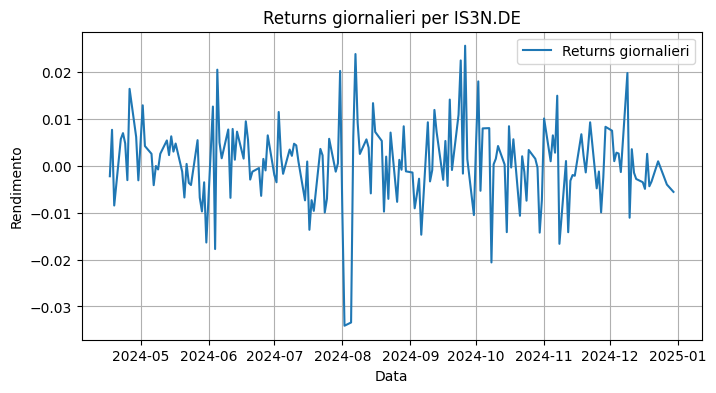 Returns giornalieri per IS3N.DE
Returns giornalieri
0.02
0.01
0.00
−0.01
−0.02
−0.03
Rendimento
2024-05 2024-06 2024-07 2024-08 2024-09 2024-10 2024-11 2024-12 2025-01
Data